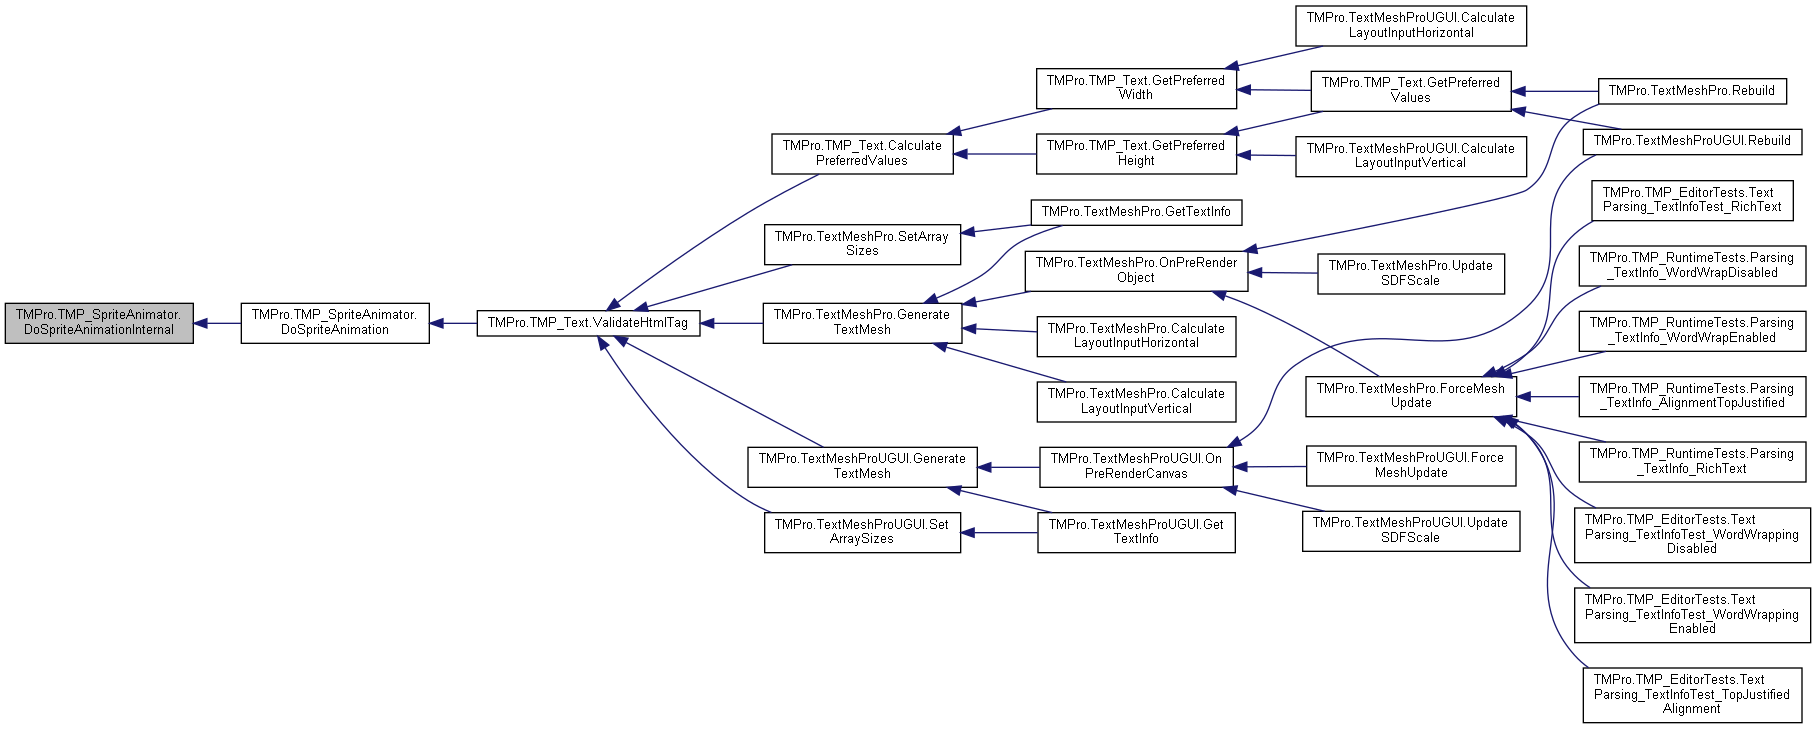 TMPro.TMP_SpriteAnimator.
DoSpriteAnimationInternal
TMPro.TMP_SpriteAnimator.
DoSpriteAnimation
TMPro.TMP_Text.ValidateHtmlTag
TMPro.TMP_Text.Calculate
PreferredValues
TMPro.TextMeshPro.SetArray
Sizes
TMPro.TextMeshPro.Generate
TextMesh
TMPro.TextMeshProUGUI.Generate
TextMesh
TMPro.TextMeshProUGUI.Set
ArraySizes
TMPro.TMP_Text.GetPreferred
Width
TMPro.TMP_Text.GetPreferred
Height
TMPro.TextMeshPro.GetTextInfo
TMPro.TextMeshPro.OnPreRender
Object
TMPro.TextMeshPro.Calculate
LayoutInputHorizontal
TMPro.TextMeshPro.Calculate
LayoutInputVertical
TMPro.TextMeshProUGUI.On
PreRenderCanvas
TMPro.TextMeshProUGUI.Get
TextInfo
TMPro.TextMeshProUGUI.Calculate
LayoutInputHorizontal
TMPro.TMP_Text.GetPreferred
Values
TMPro.TextMeshProUGUI.Calculate
LayoutInputVertical
TMPro.TextMeshPro.Update
SDFScale
TMPro.TextMeshPro.ForceMesh
Update
TMPro.TextMeshProUGUI.Force
MeshUpdate
TMPro.TextMeshProUGUI.Update
SDFScale
TMPro.TextMeshPro.Rebuild
TMPro.TextMeshProUGUI.Rebuild
TMPro.TMP_EditorTests.Text
Parsing_TextInfoTest_RichText
TMPro.TMP_RuntimeTests.Parsing
_TextInfo_WordWrapDisabled
TMPro.TMP_RuntimeTests.Parsing
_TextInfo_WordWrapEnabled
TMPro.TMP_RuntimeTests.Parsing
_TextInfo_AlignmentTopJustified
TMPro.TMP_RuntimeTests.Parsing
_TextInfo_RichText
TMPro.TMP_EditorTests.Text
Parsing_TextInfoTest_WordWrapping
Disabled
TMPro.TMP_EditorTests.Text
Parsing_TextInfoTest_WordWrapping
Enabled
TMPro.TMP_EditorTests.Text
Parsing_TextInfoTest_TopJustified
Alignment